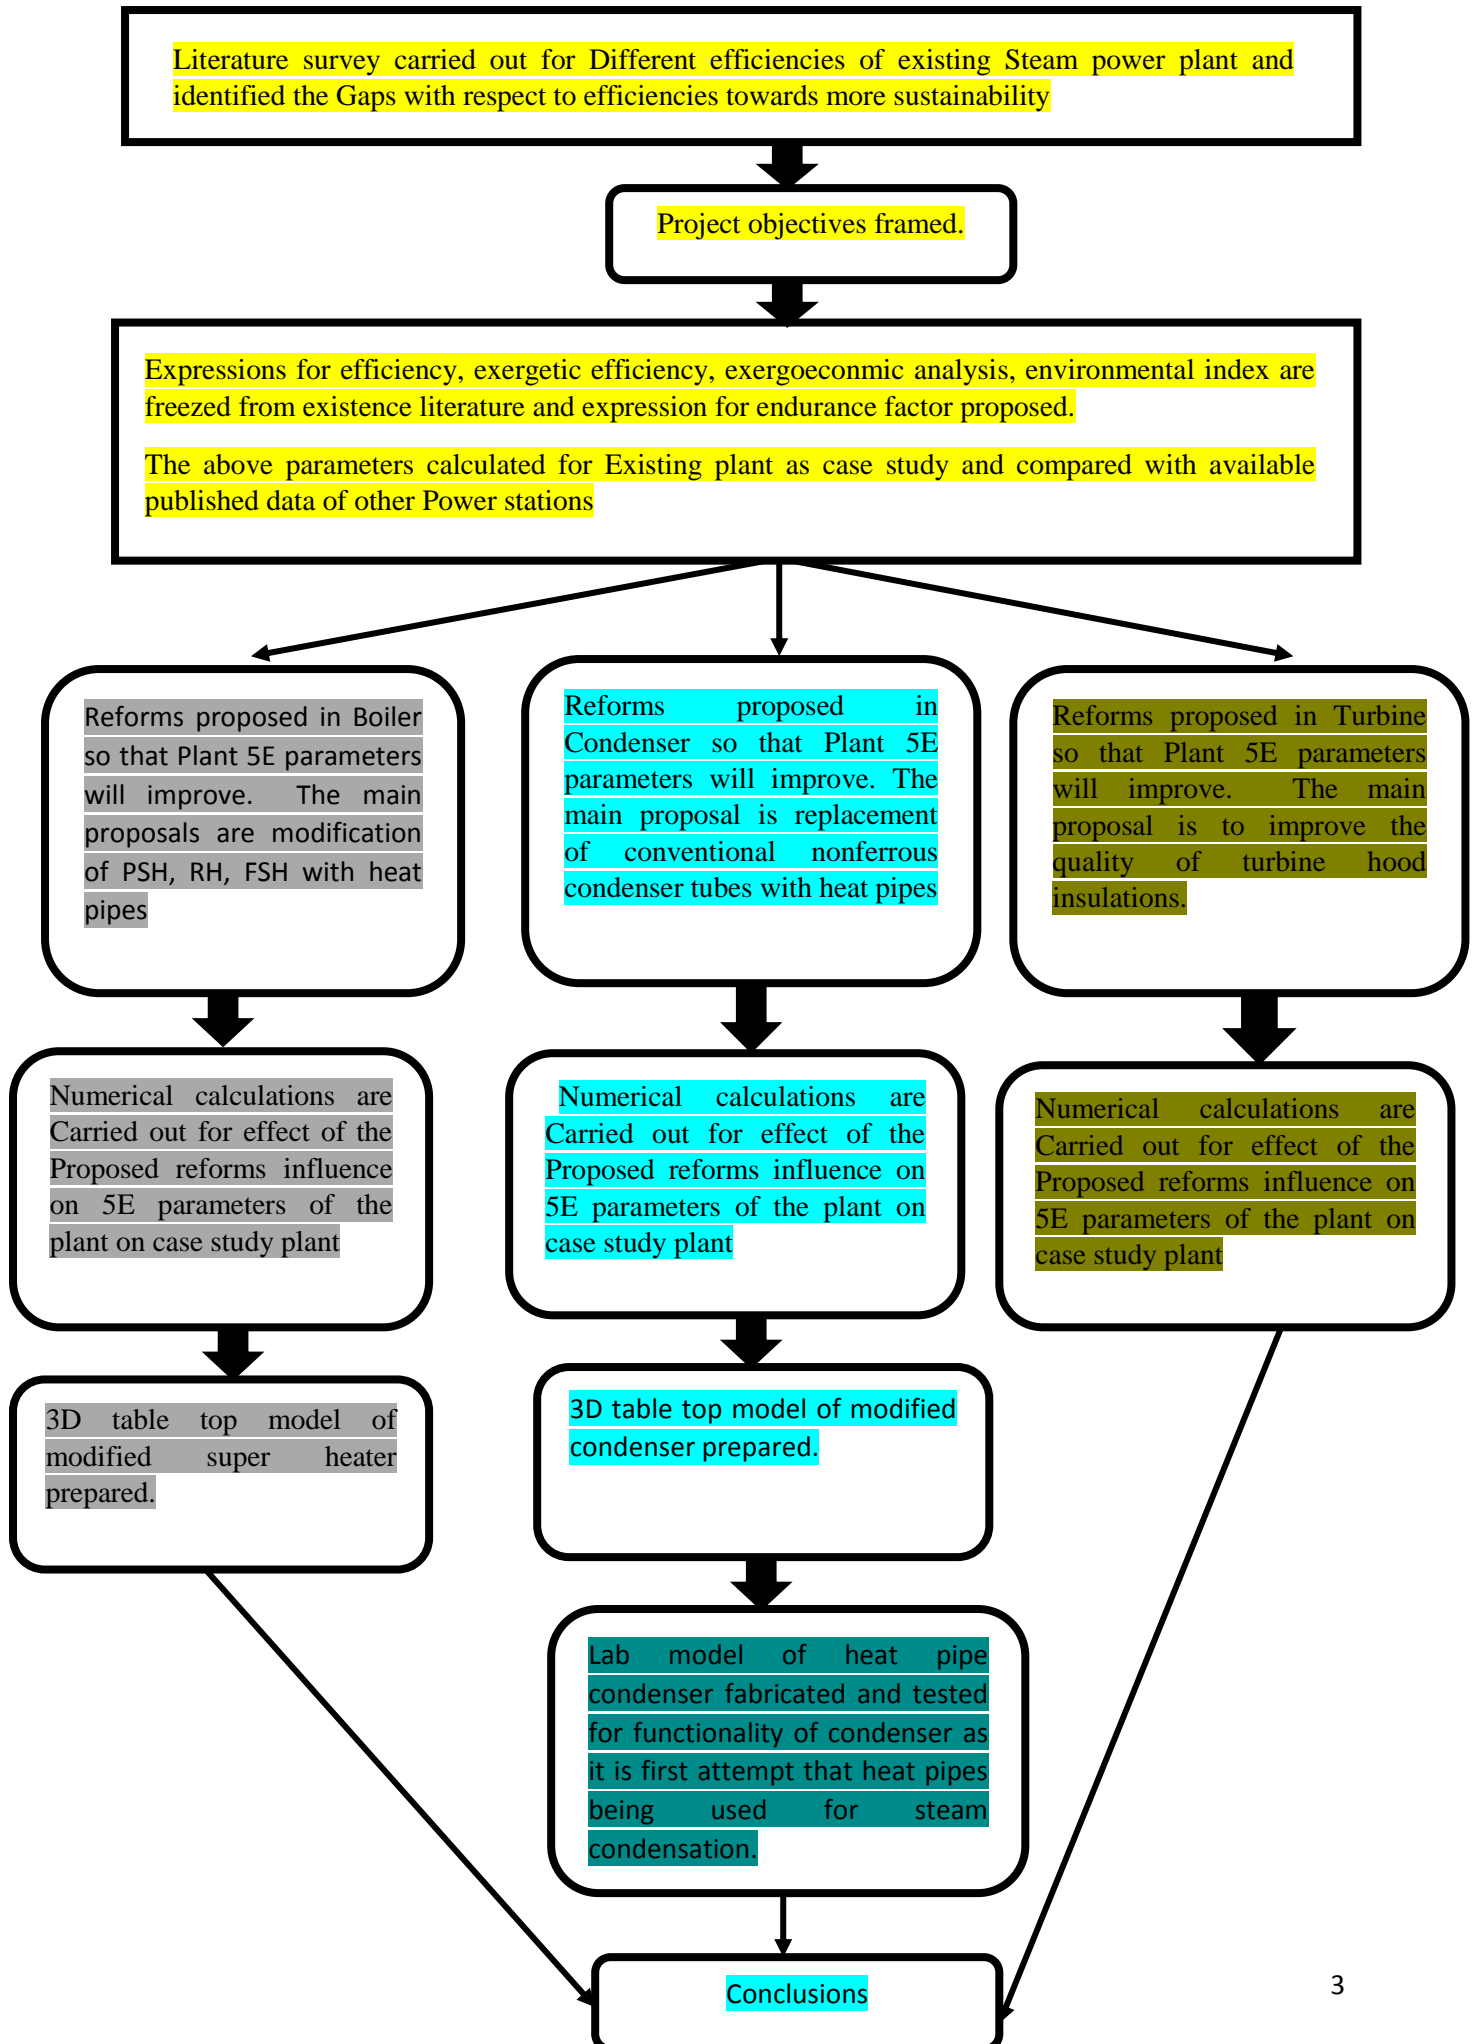 Literature survey carried out for Different efficiencies of existing Steam power plant and
identified the Gaps with respect to efficiencies towards more sustainability
Project objectives framed.
Expressions for efficiency, exergetic efficiency, exergoeconmic analysis, environmental index are
freezed from existence literature and expression for endurance factor proposed.
The above parameters calculated for Existing plant as case study and compared with available
published data of other Power stations
Reforms proposed in Boiler
so that Plant 5E parameters
will improve. The main
proposals are modification
of PSH, RH, FSH with heat
pipes
Reforms proposed in
Condenser so that Plant 5E
parameters will improve. The
main proposal is replacement
of conventional nonferrous
condenser tubes with heat pipes
Reforms proposed in Turbine
so that Plant 5E parameters
will improve. The main
proposal is to improve the
quality of turbine hood
insulations.
Numerical calculations are
Carried out for effect of the
Proposed reforms influence
on 5E parameters of the
plant on case study plant
Numerical calculations are
Carried out for effect of the
Proposed reforms influence on
5E parameters of the plant on
case study plant
Numerical calculations are
Carried out for effect of the
Proposed reforms influence on
5E parameters of the plant on
case study plant
3D table top model of
modified super heater
prepared.
3D table top model of modified
condenser prepared.
Lab model of heat pipe
condenser fabricated and tested
for functionality of condenser as
it is first attempt that heat pipes
being used for steam
condensation.
Conclusions
3